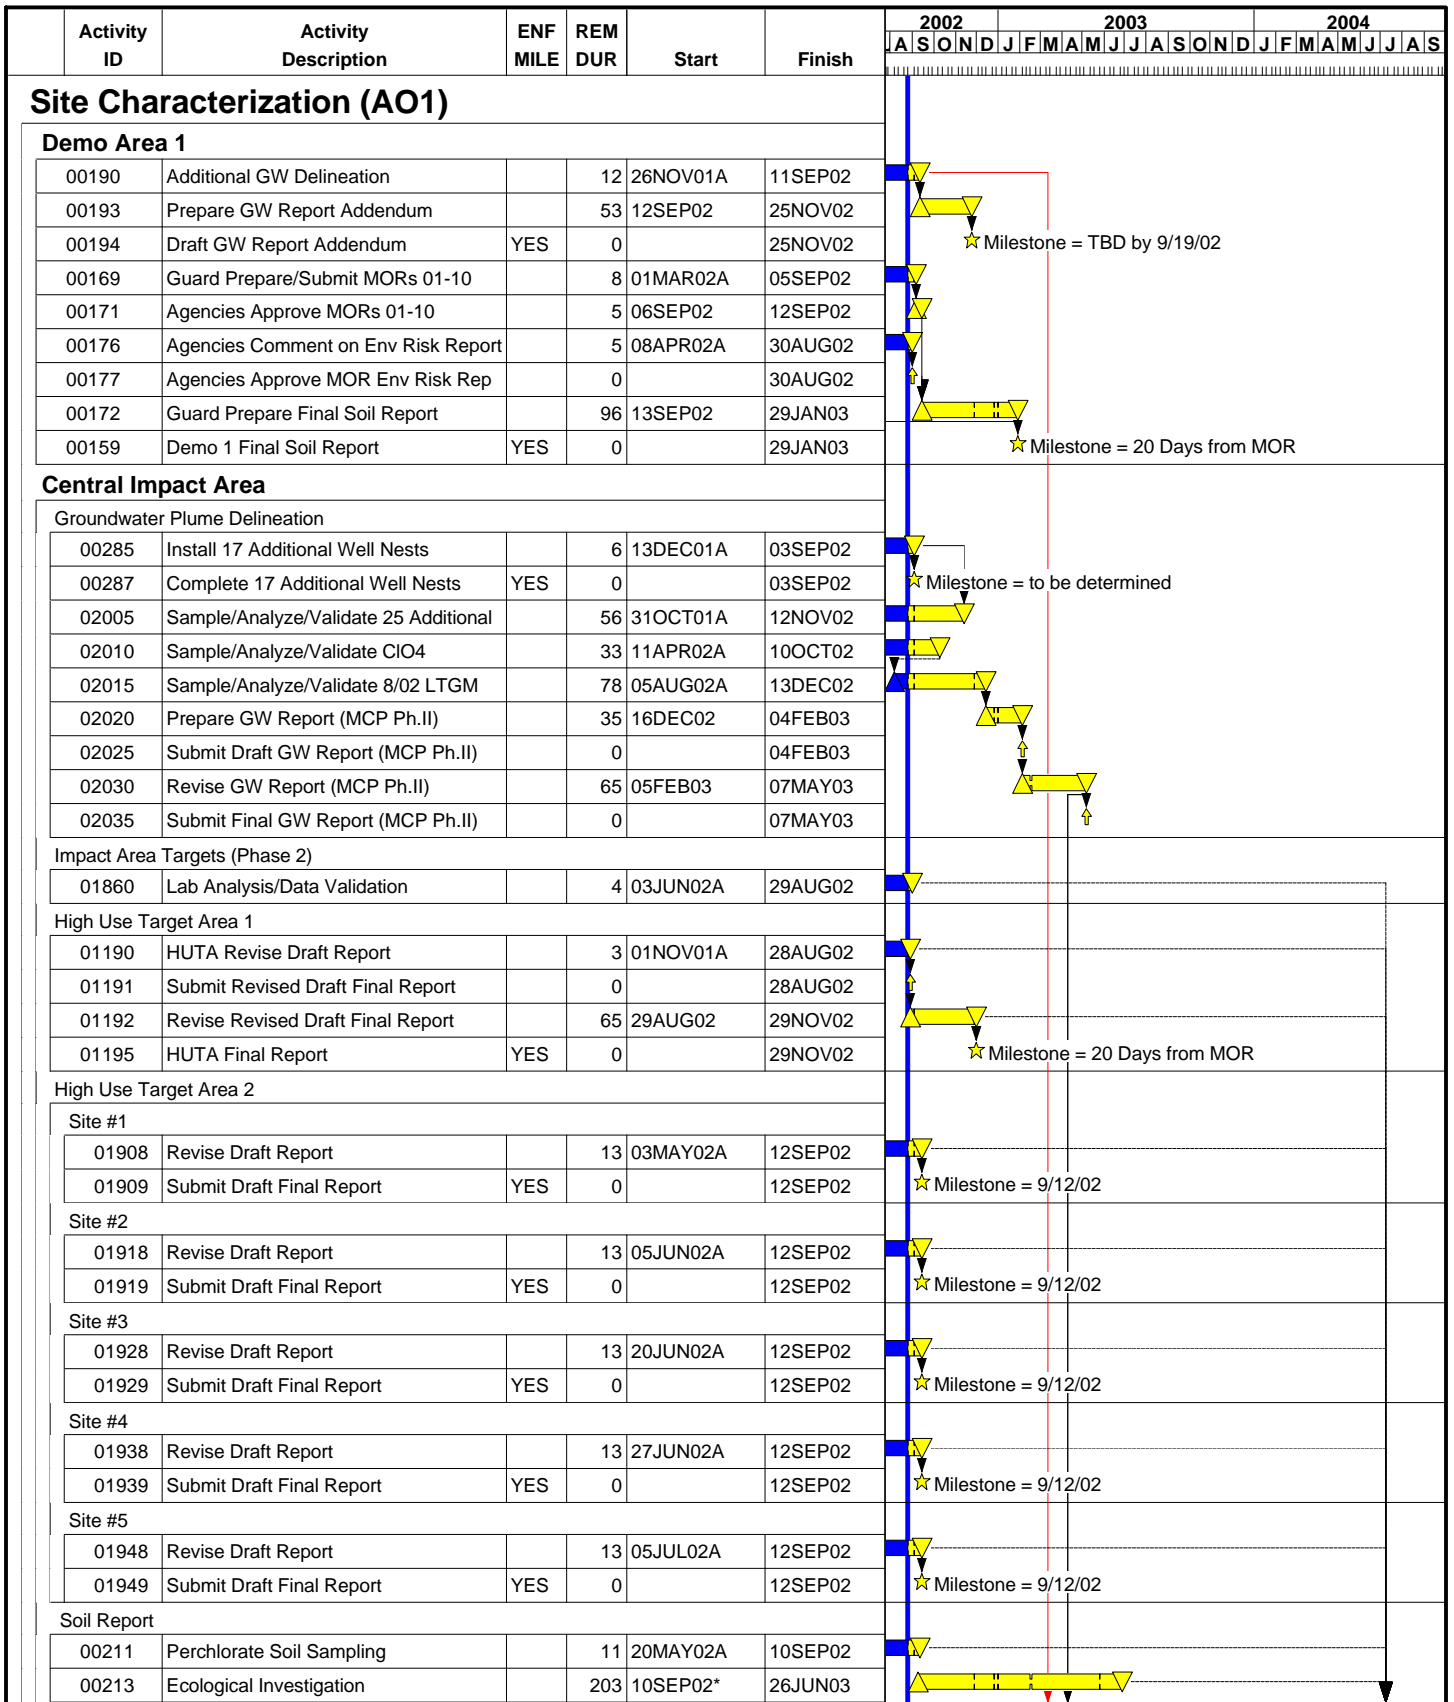 Activity ID Activity Description ENF MILE REM DUR Start Finish 2002 2003 2004
A S O N D J F M A M J J A S O N D J F M A M J J A S
Site Characterization (AO1)
Demo Area 1
00190 Additional GW Delineation 12 26NOV01A 11SEP02
00193 Prepare GW Report Addendum 53 12SEP02 25NOV02
00194 Draft GW Report Addendum YES 0 25NOV02 Milestone = TBD by 9/19/02
00169 Guard Prepare/Submit MORs 01-10 8 01MAR02A 05SEP02
00171 Agencies Approve MORs 01-10 5 06SEP02 12SEP02
00176 Agencies Comment on Env Risk Report 5 08APR02A 30AUG02
00177 Agencies Approve MOR Env Risk Rep 0 30AUG02
00172 Guard Prepare Final Soil Report 96 13SEP02 29JAN03
00159 Demo 1 Final Soil Report YES 0 29JAN03 Milestone = 20 Days from MOR
Central Impact Area
Groundwater Plume Delineation
00285 Install 17 Additional Well Nests 6 13DEC01A 03SEP02
00287 Complete 17 Additional Well Nests YES 0 03SEP02 Milestone = to be determined
02005 Sample/Analyze/Validate 25 Additional 56 31OCT01A 12NOV02
02010 Sample/Analyze/Validate ClO4 33 11APR02A 10OCT02
02015 Sample/Analyze/Validate 8/02 LTGM 78 05AUG02A 13DEC02
02020 Prepare GW Report (MCP Ph.II) 35 16DEC02 04FEB03
02025 Submit Draft GW Report (MCP Ph.II) 0 04FEB03
02030 Revise GW Report (MCP Ph.II) 65 05FEB03 07MAY03
02035 Submit Final GW Report (MCP Ph.II) 0 07MAY03
Impact Area Targets (Phase 2)
01860 Lab Analysis/Data Validation 4 03JUN02A 29AUG02
High Use Target Area 1
01190 HUTA Revise Draft Report 3 01NOV01A 28AUG02
01191 Submit Revised Draft Final Report 0 28AUG02
01192 Revise Revised Draft Final Report 65 29AUG02 29NOV02
01195 HUTA Final Report YES 0 29NOV02 Milestone = 20 Days from MOR
High Use Target Area 2
Site #1
01908 Revise Draft Report 13 03MAY02A 12SEP02
01909 Submit Draft Final Report YES 0 12SEP02 Milestone = 9/12/02
Site #2
01918 Revise Draft Report 13 05JUN02A 12SEP02
01919 Submit Draft Final Report YES 0 12SEP02 Milestone = 9/12/02
Site #3
01928 Revise Draft Report 13 20JUN02A 12SEP02
01929 Submit Draft Final Report YES 0 12SEP02 Milestone = 9/12/02
Site #4
01938 Revise Draft Report 13 27JUN02A 12SEP02
01939 Submit Draft Final Report YES 0 12SEP02 Milestone = 9/12/02
Site #5
01948 Revise Draft Report 13 05JUL02A 12SEP02
01949 Submit Draft Final Report YES 0 12SEP02 Milestone = 9/12/02
Soil Report
00211 Perchlorate Soil Sampling 11 20MAY02A 10SEP02
00213 Ecological Investigation 203 10SEP02* 26JUN03